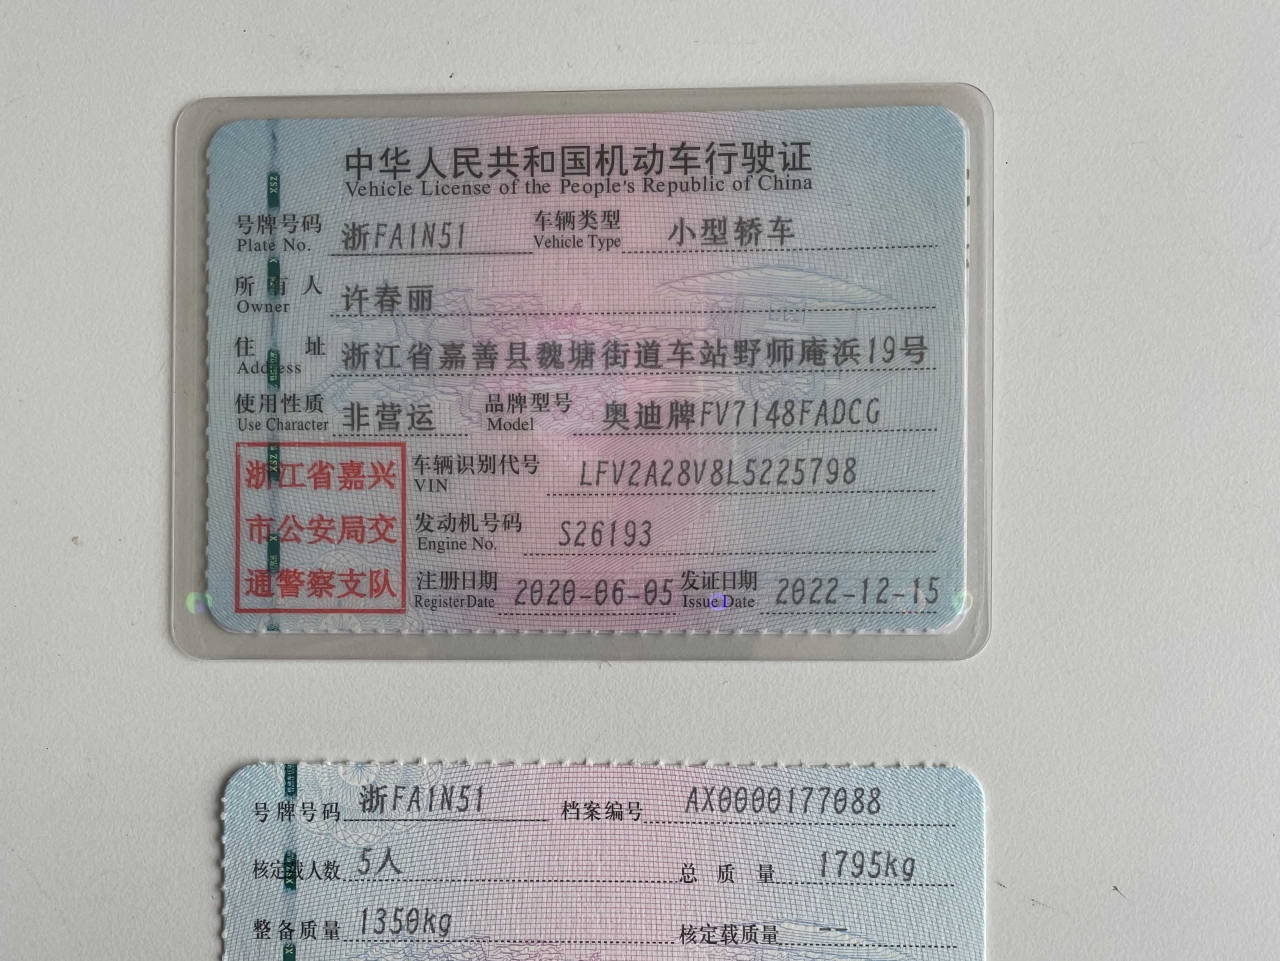 中华人民共和国机动车行驶证
Vehicle License of the People's Republic of China
号牌号码 浙FA1N51 车辆类型 小型轿车
Plate No. Vehicle Type
所有人 许春丽
Owner
住址 浙江省嘉善县魏塘街道车站野师庵浜19号
Address
使用性质 非营运 品牌型号 奥迪牌FV7148FADCG
Use Character Model
浙江省嘉兴
市公安局交
通警察支队
车辆识别代号 LFV2A28V8L5225798
VIN
发动机号码 S26193
Engine No.
注册日期 2020-06-05 发证日期 2022-12-15
Register Date Issue Date
号牌号码 浙FA1N51 档案编号 AX0000177088
核定载人数 5人 总质量 1795kg
整备质量 1350kg 核定载质量 --